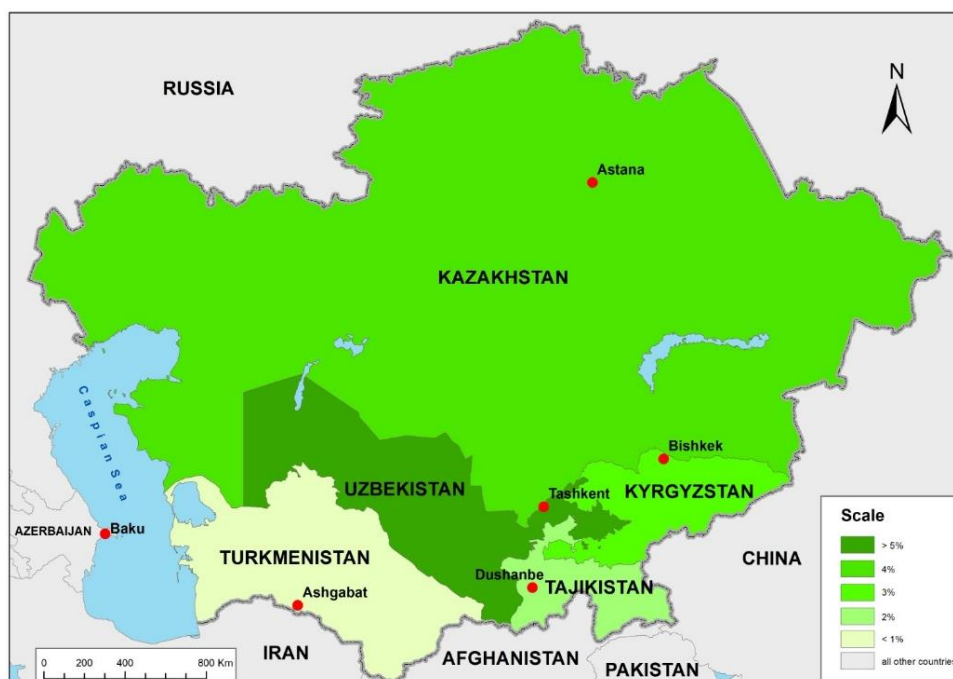 RUSSIA
N
Astana
KAZAKHSTAN
Caspian Sea
Bishkek
UZBEKISTAN
Tashkent
KYRGYZSTAN
AZERBAIJAN
Baku
TURKMENISTAN
Dushanbe
TAJIKISTAN
CHINA
Ashgabat
IRAN
AFGHANISTAN
PAKISTAN
0 200 400 800 Km
Scale
> 5%
4%
3%
2%
< 1%
all other countries